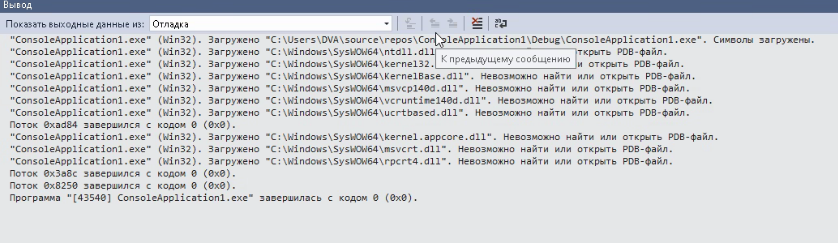 Вывод
Показать выходные данные из: Отладка
"ConsoleApplication1.exe" (Win32). Загружено "C:\Users\DVA\source\repos\ConsoleApplication1\Debug\ConsoleApplication1.exe". Символы загружены.
"ConsoleApplication1.exe" (Win32). Загружено "C:\Windows\SysWOW64\ntdll.dll ткрыть PDB-файл.
К предыдущему сообщению
"ConsoleApplication1.exe" (Win32). Загружено "C:\Windows\SysWOW64\kernel32. или открыть PDB-файл.
"ConsoleApplication1.exe" (Win32). Загружено "C:\Windows\SysWOW64\KernelBase.dll". Невозможно найти или открыть PDB-файл.
"ConsoleApplication1.exe" (Win32). Загружено "C:\Windows\SysWOW64\msvcp140d.dll". Невозможно найти или открыть PDB-файл.
"ConsoleApplication1.exe" (Win32). Загружено "C:\Windows\SysWOW64\vcruntime140d.dll". Невозможно найти или открыть PDB-файл.
"ConsoleApplication1.exe" (Win32). Загружено "C:\Windows\SysWOW64\ucrtbased.dll". Невозможно найти или открыть PDB-файл.
Поток 0xad84 завершился с кодом 0 (0x0).
"ConsoleApplication1.exe" (Win32). Загружено "C:\Windows\SysWOW64\kernel.appcore.dll". Невозможно найти или открыть PDB-файл.
"ConsoleApplication1.exe" (Win32). Загружено "C:\Windows\SysWOW64\msvcrt.dll". Невозможно найти или открыть PDB-файл.
"ConsoleApplication1.exe" (Win32). Загружено "C:\Windows\SysWOW64\rpcrt4.dll". Невозможно найти или открыть PDB-файл.
Поток 0x3a8c завершился с кодом 0 (0x0).
Поток 0x8250 завершился с кодом 0 (0x0).
Программа "[43540] ConsoleApplication1.exe" завершилась с кодом 0 (0x0).